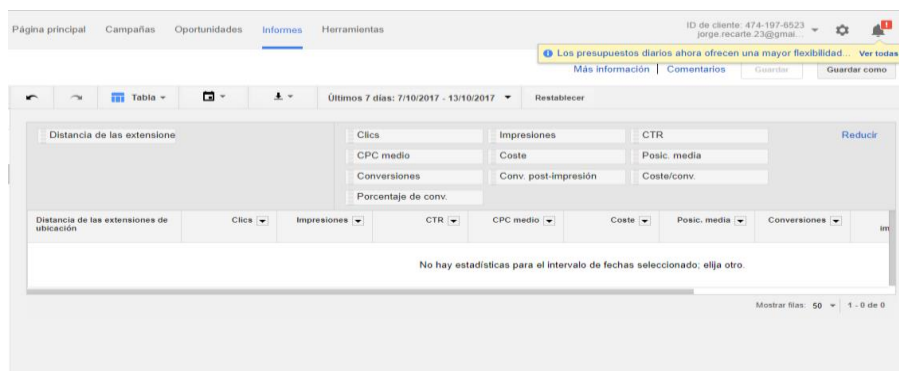 Página principal Campañas Oportunidades Informes Herramientas
ID de cliente: 474-197-6523
jorge.recarte.23@gmai...
Los presupuestos diarios ahora ofrecen una mayor flexibilidad... Ver todas
Más información | Comentarios Guardar Guardar como
Tabla Últimos 7 días: 7/10/2017 - 13/10/2017 Restablecer
Distancia de las extensione Clics Impresiones CTR Reducir
CPC medio Coste Posic. media
Conversiones Conv. post-impresión Coste/conv.
Porcentaje de conv.
Distancia de las extensiones de Clics Impresiones CTR CPC medio Coste Posic. media Conversiones
ubicación im
No hay estadísticas para el intervalo de fechas seleccionado; elija otro.
Mostrar filas: 50 1 - 0 de 0